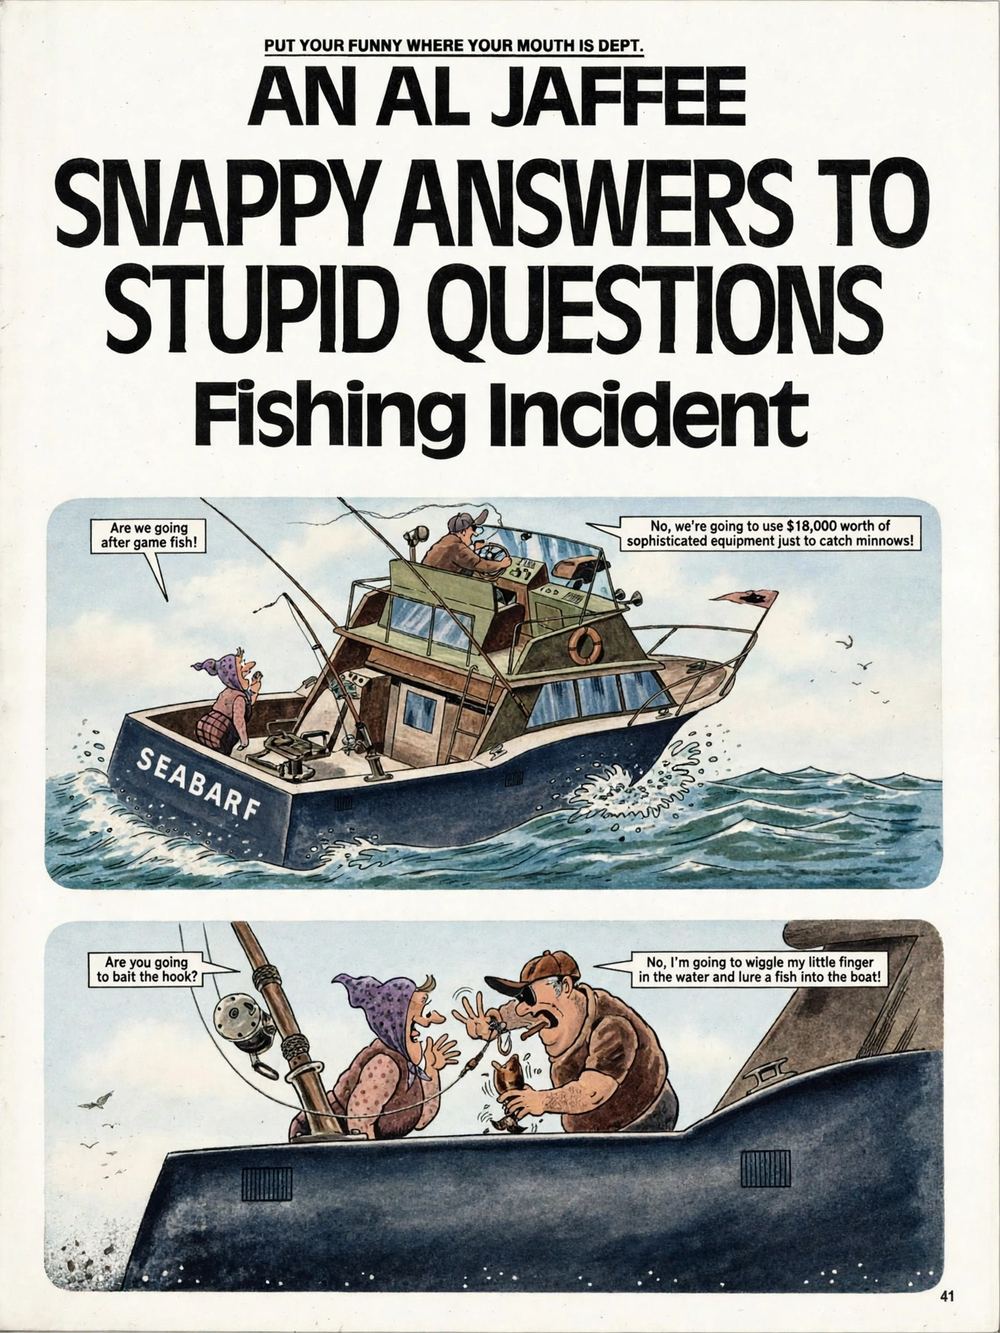 PUT YOUR FUNNY WHERE YOUR MOUTH IS DEPT.
AN AL JAFFEE
SNAPPY ANSWERS TO
STUPID QUESTIONS
Fishing Incident
Are we going
after game fish!
No, we're going to use $18,000 worth of
sophisticated equipment just to catch minnows!
SEABARF
Are you going
to bait the hook?
No, I'm going to wiggle my little finger
in the water and lure a fish into the boat!
41